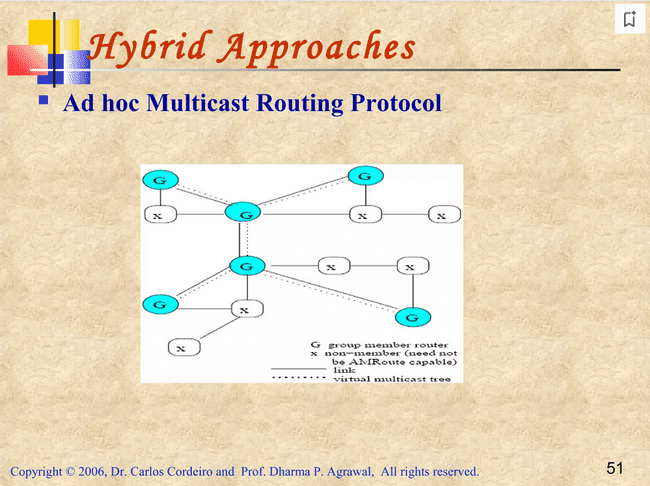 Hybrid Approaches
Ad hoc Multicast Routing Protocol
G
G
x
G
x
x
G
x
x
G
x
G
x
G group member router
x non-member (need not
be AMRoute capable)
link
virtual multicast tree
Copyright © 2006, Dr. Carlos Cordeiro and Prof. Dharma P. Agrawal, All rights reserved.
51